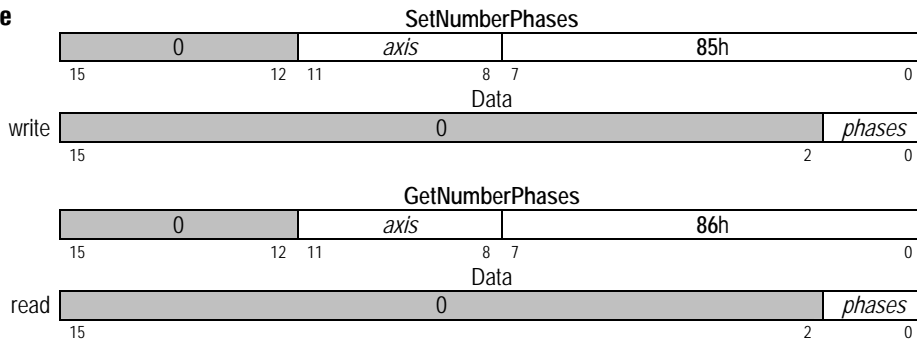 e
SetNumberPhases
0 axis 85h
15 12 11 8 7 0
Data
write 0 phases
15 2 0
GetNumberPhases
0 axis 86h
15 12 11 8 7 0
Data
read 0 phases
15 2 0